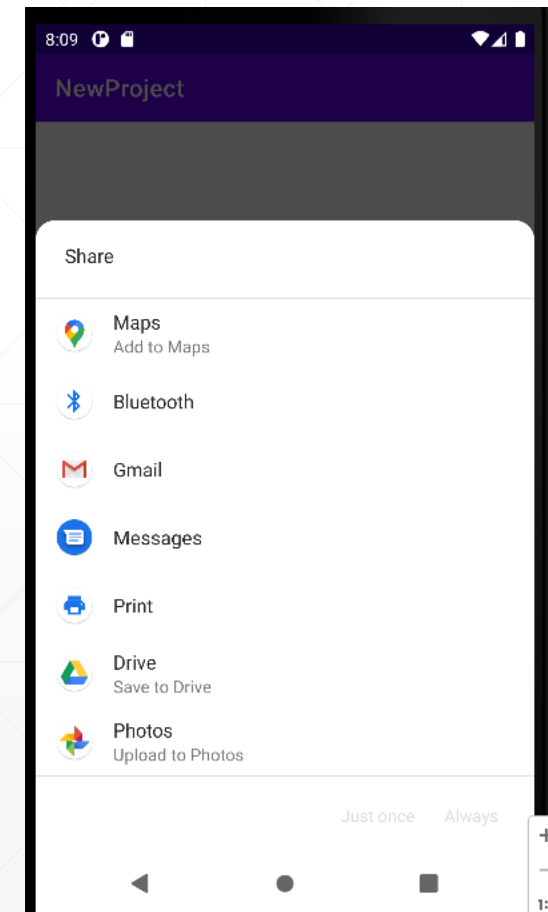 8:09
NewProject
Share
Maps
Add to Maps
Bluetooth
Gmail
Messages
Print
Drive
Save to Drive
Photos
Upload to Photos
Just once Always
+
1: